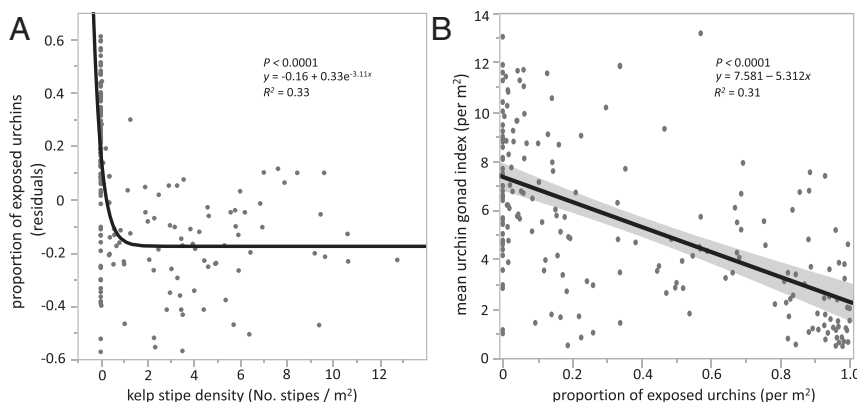 A
0.6
0.4
0.2
0
-0.2
-0.4
-0.6
proportion of exposed urchins
(residuals)
P < 0.0001
y = -0.16 + 0.33e^-3.11x
R² = 0.33
0 2 4 6 8 10 12
kelp stipe density (No. stipes / m²)
B
14
12
10
8
6
4
2
0
mean urchin gonad index (per m²)
P < 0.0001
y = 7.581 – 5.312x
R² = 0.31
0 0.2 0.4 0.6 0.8 1.0
proportion of exposed urchins (per m²)